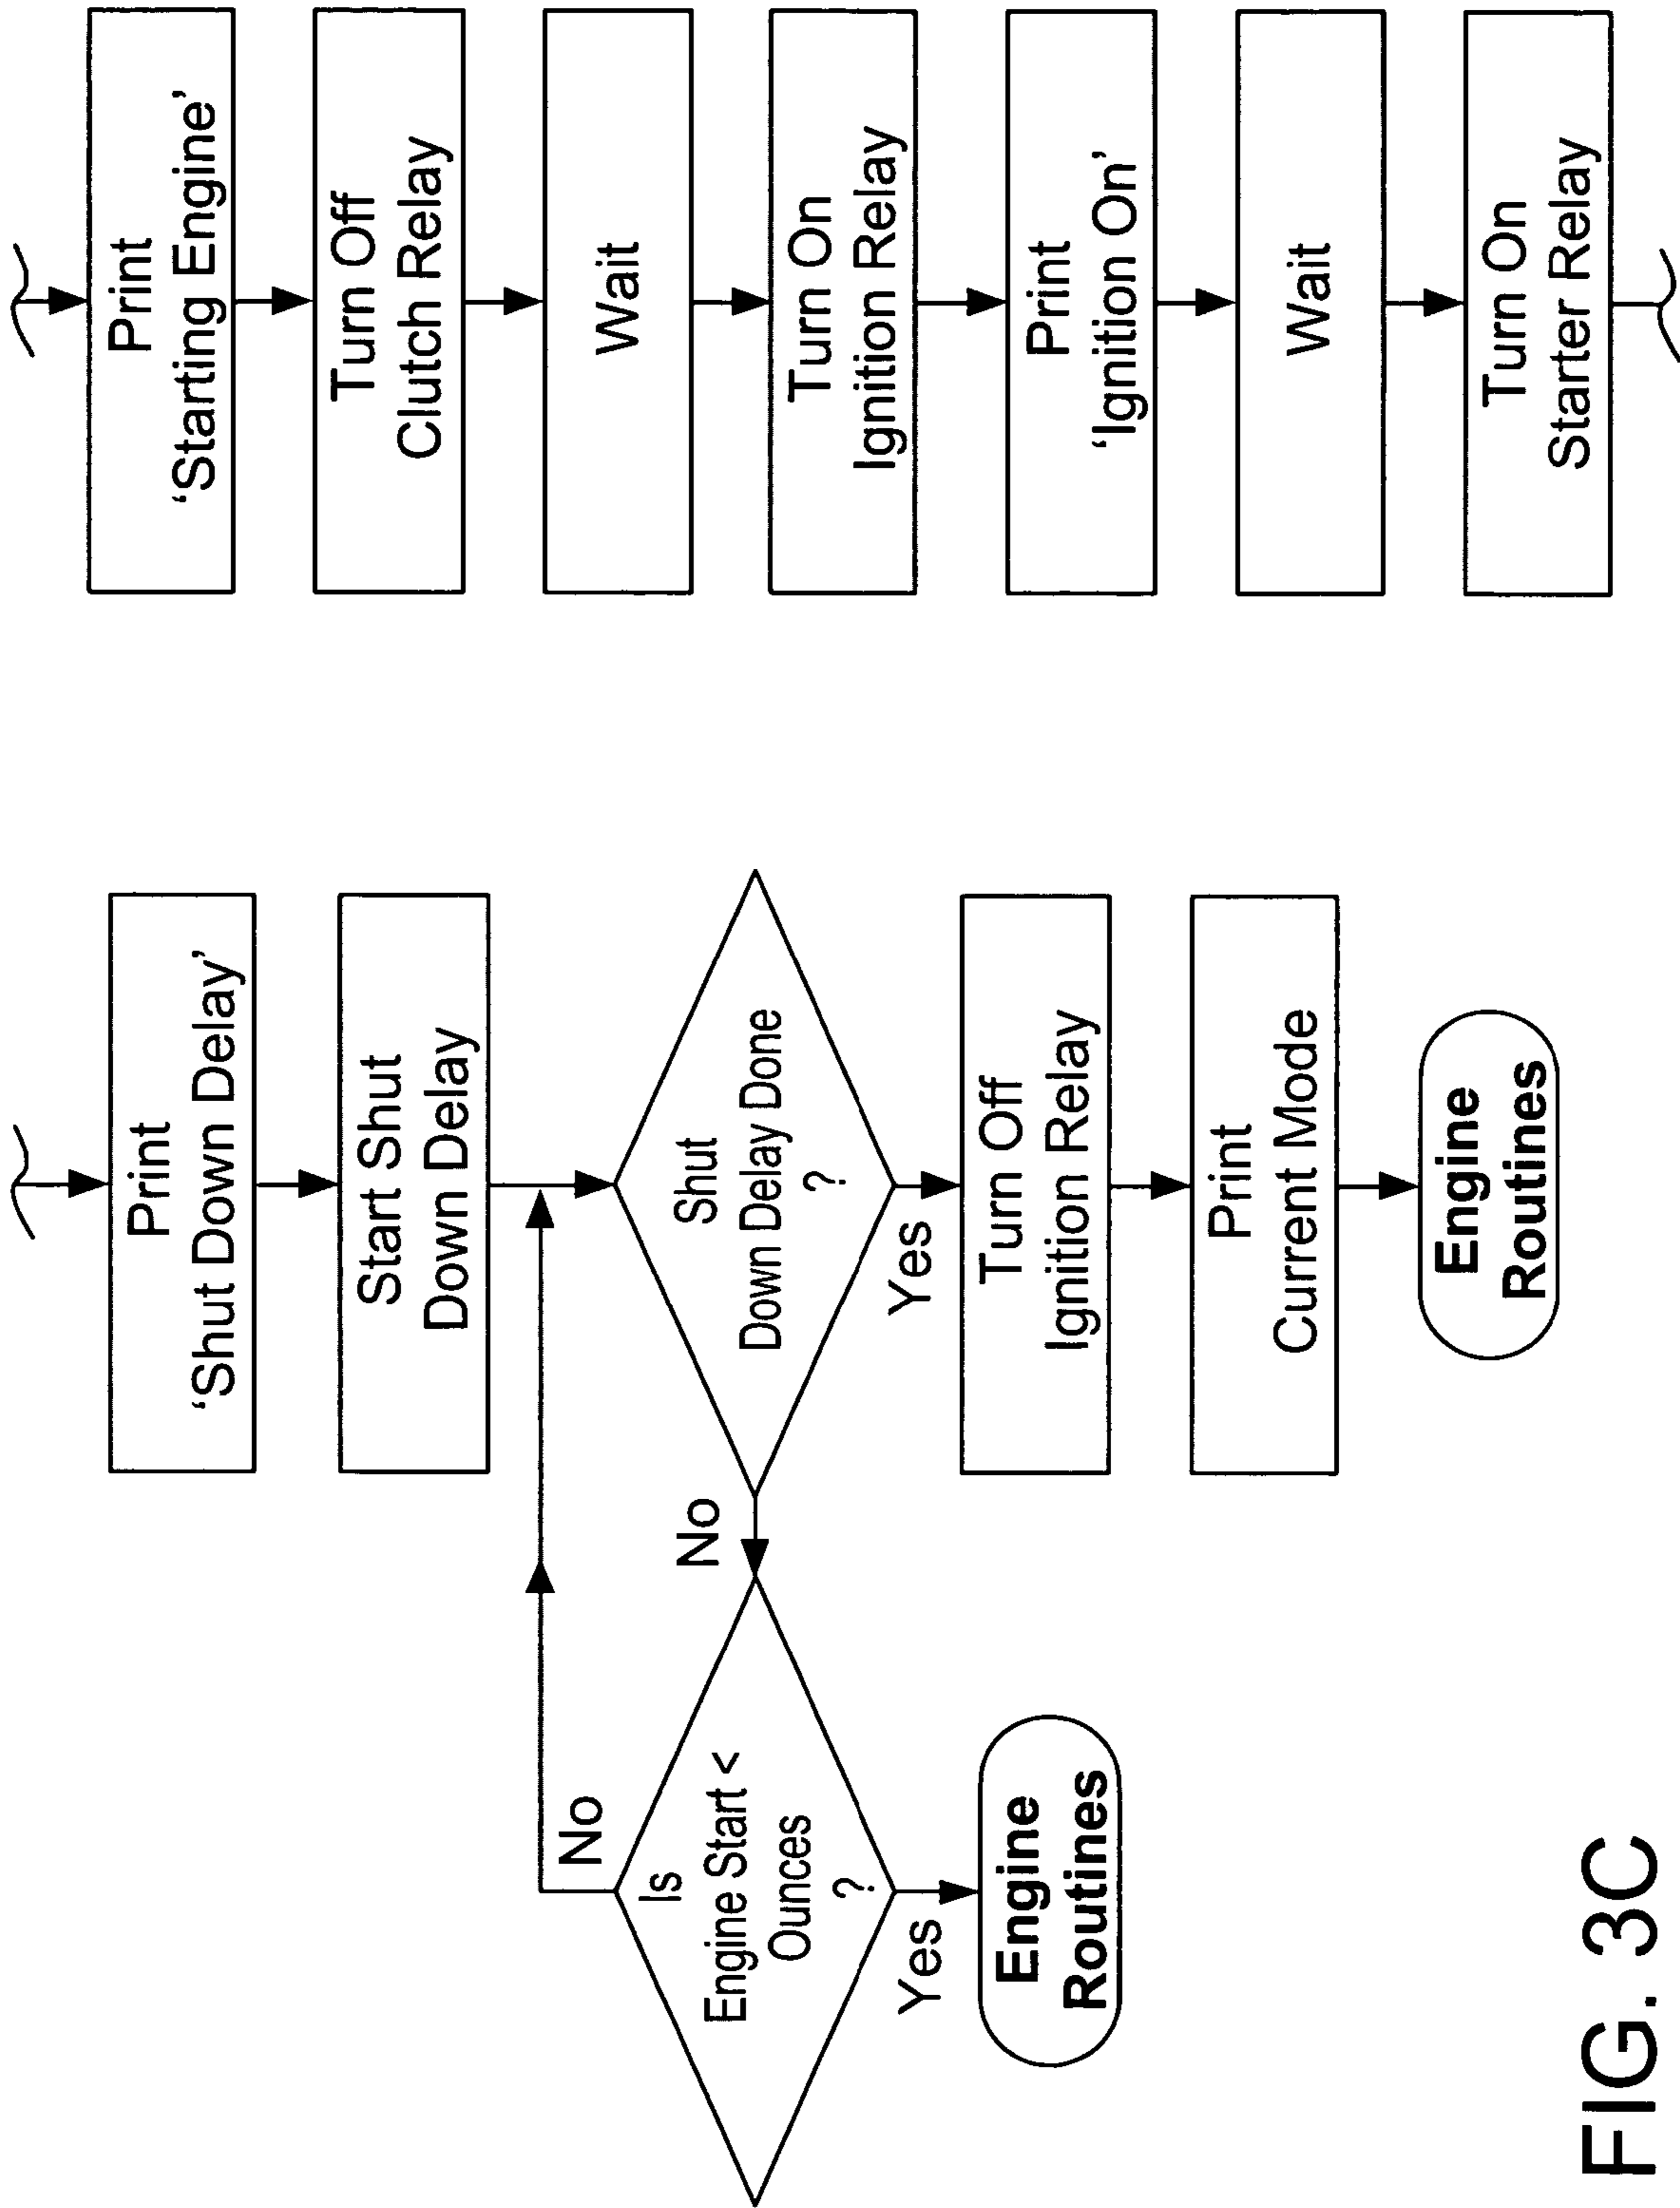 Print
'Shut Down Delay'
Start Shut
Down Delay
Shut
Down Delay Done
?
No
Yes
Is
Engine Start <
Ounces
?
No
Yes
Engine
Routines
Turn Off
Ignition Relay
Print
Current Mode
Engine
Routines
Print
'Starting Engine'
Turn Off
Clutch Relay
Wait
Turn On
Ignition Relay
Print
'Ignition On'
Wait
Turn On
Starter Relay
FIG. 3C